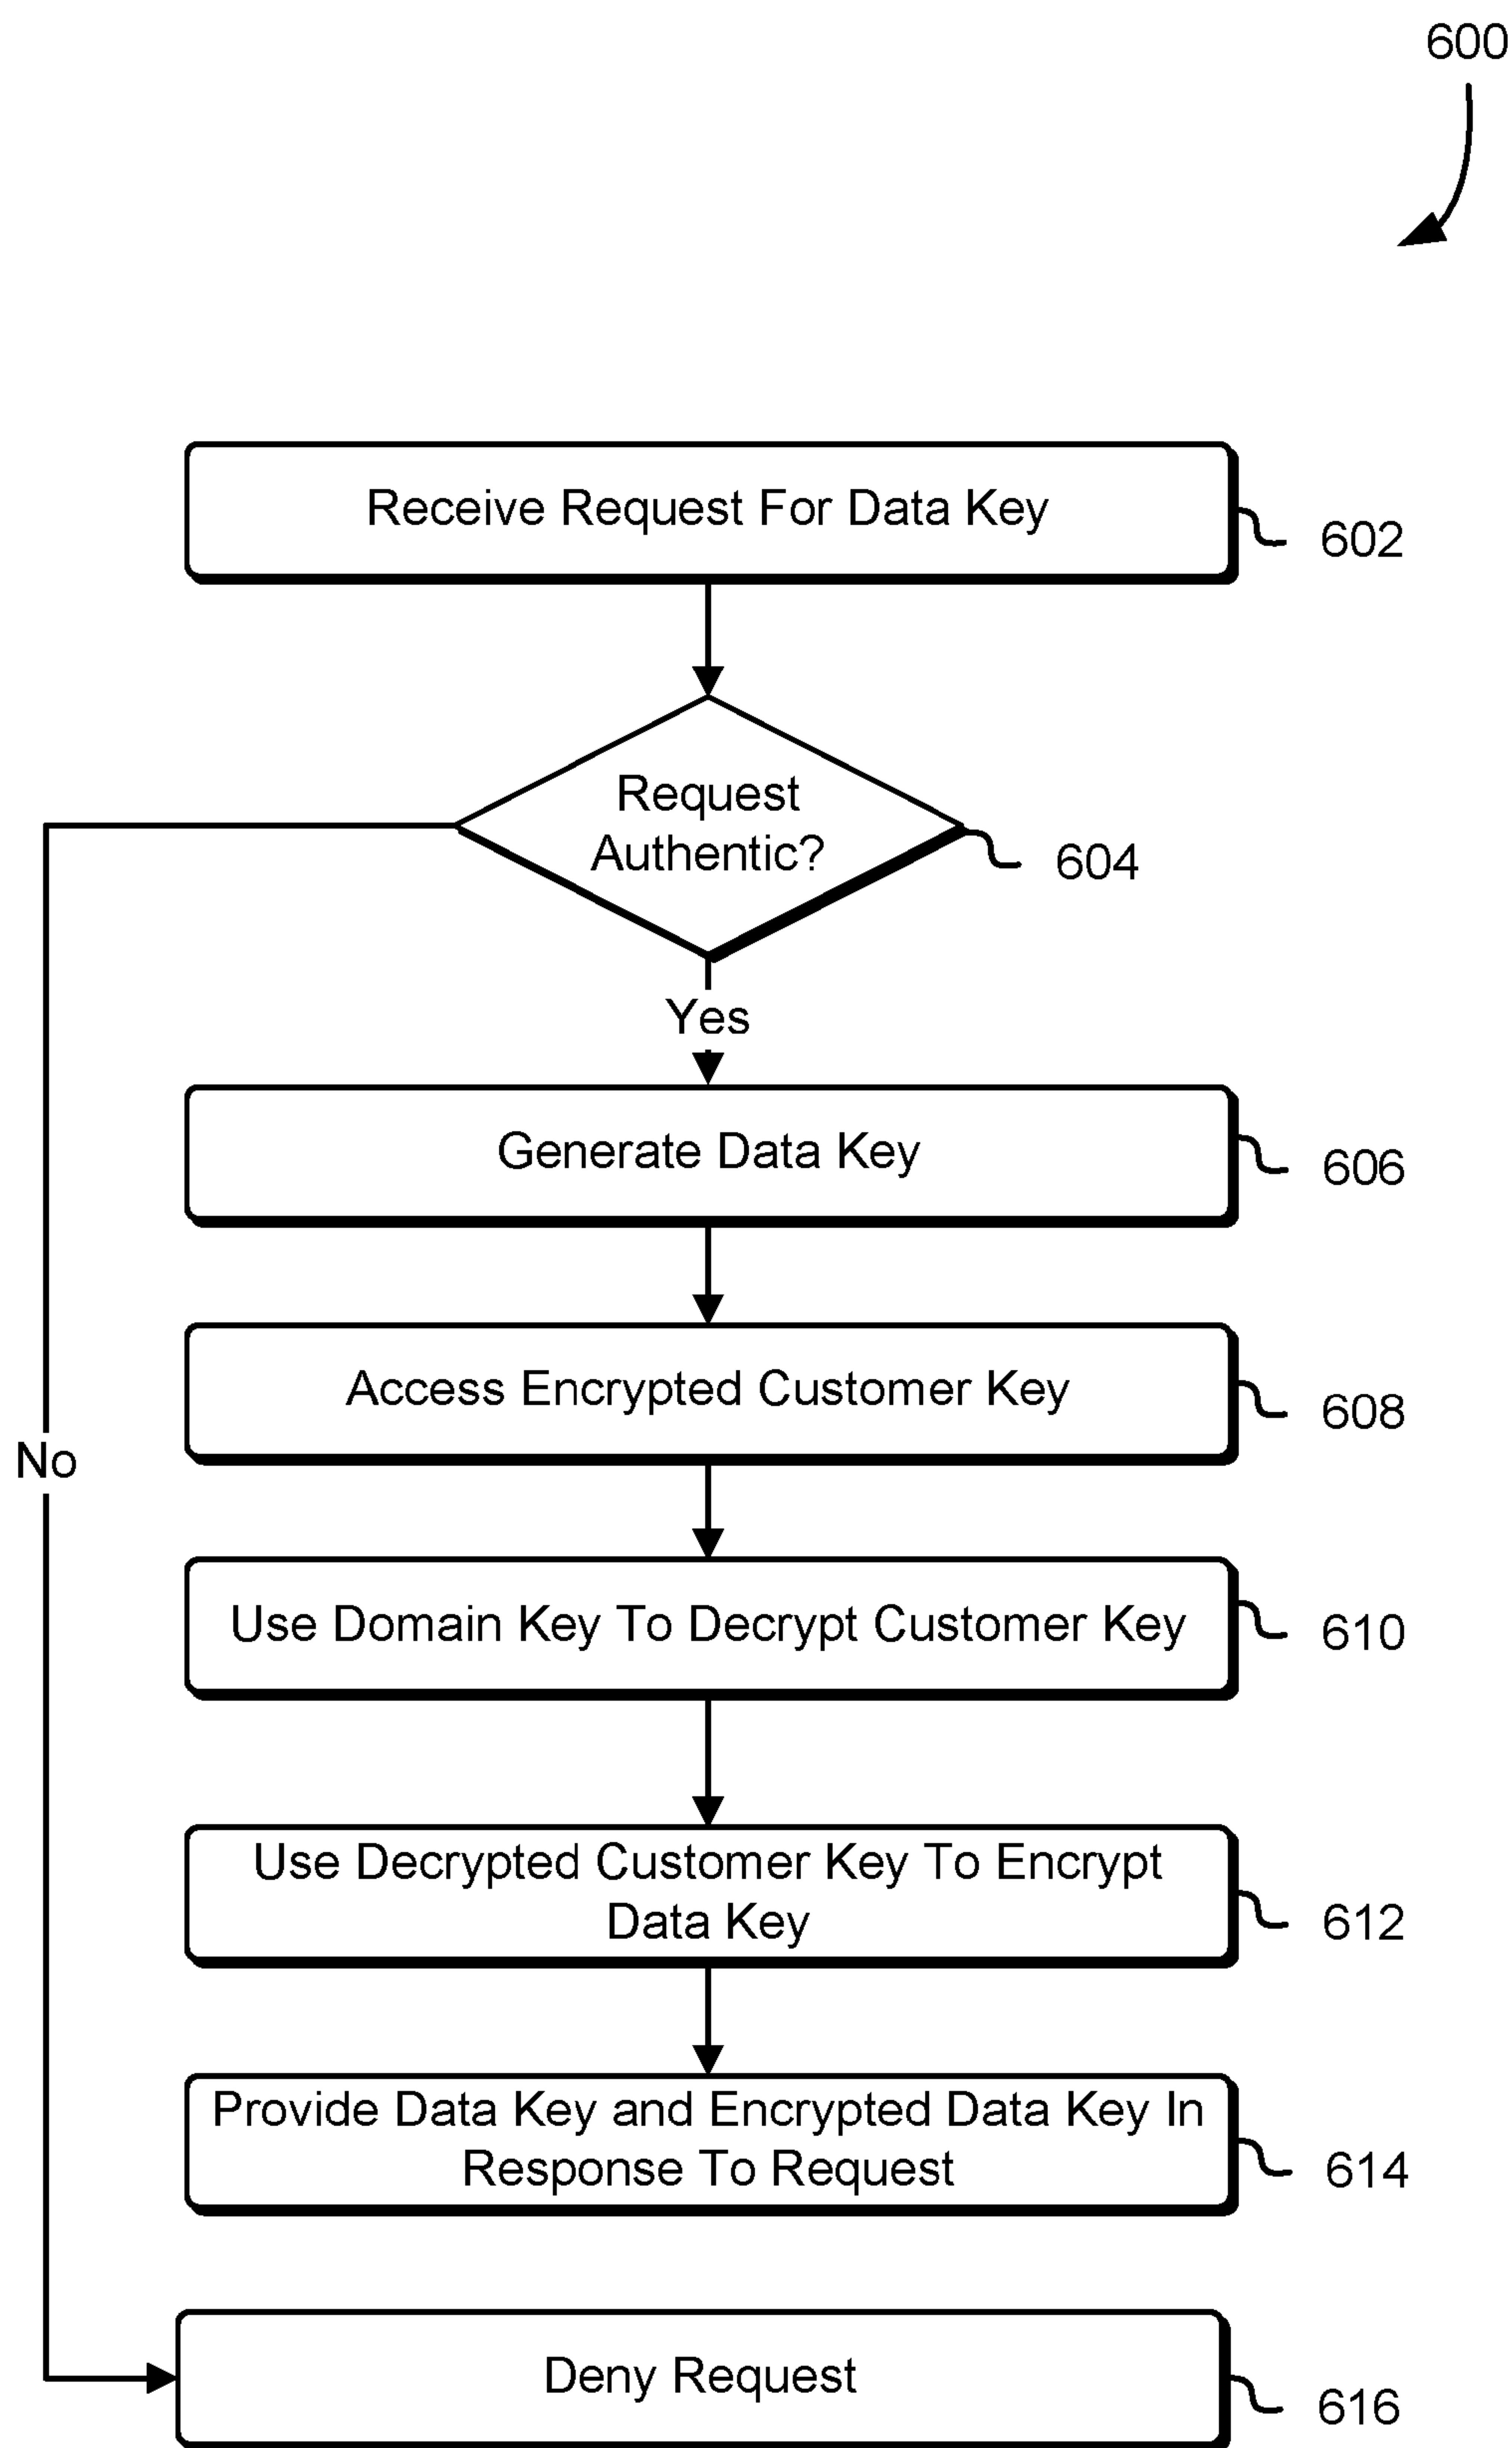 600
Receive Request For Data Key
602
Request
Authentic?
604
Yes
Generate Data Key
606
Access Encrypted Customer Key
608
No
Use Domain Key To Decrypt Customer Key
610
Use Decrypted Customer Key To Encrypt
Data Key
612
Provide Data Key and Encrypted Data Key In
Response To Request
614
Deny Request
616